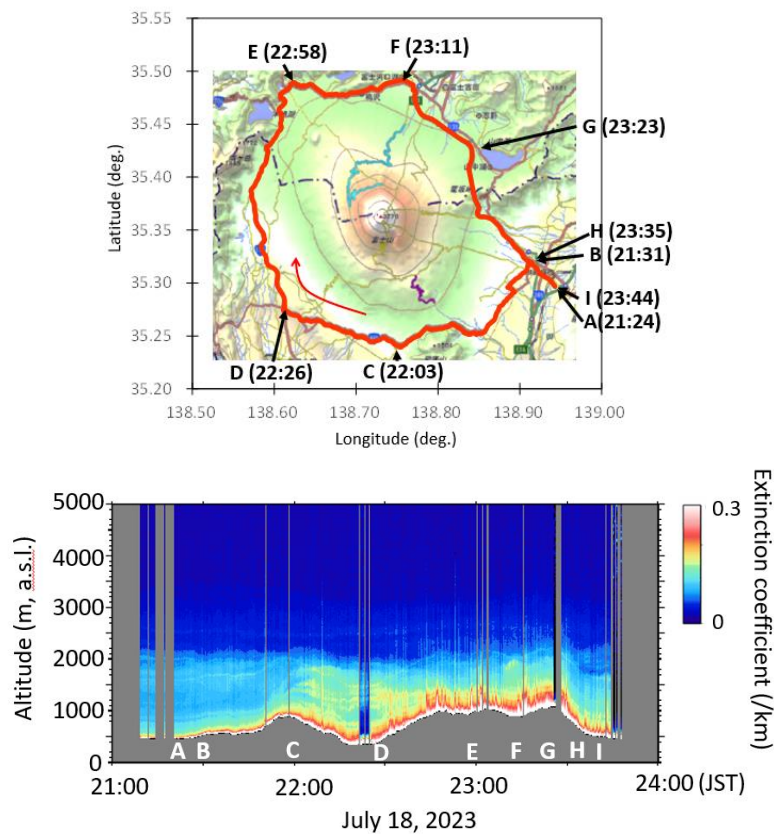 35.55
35.50
35.45
35.40
35.35
35.30
35.25
35.20
Latitude (deg.)
E (22:58)
F (23:11)
G (23:23)
H (23:35)
B (21:31)
I (23:44)
A(21:24)
D (22:26)
C (22:03)
富士山
138.50 138.60 138.70 138.80 138.90 139.00
Longitude (deg.)
5000
4000
3000
2000
1000
0
Altitude (m, a.s.l.)
A B C D E F G H I
21:00 22:00 23:00 24:00 (JST)
July 18, 2023
0.3
0
Extinction coefficient (/km)